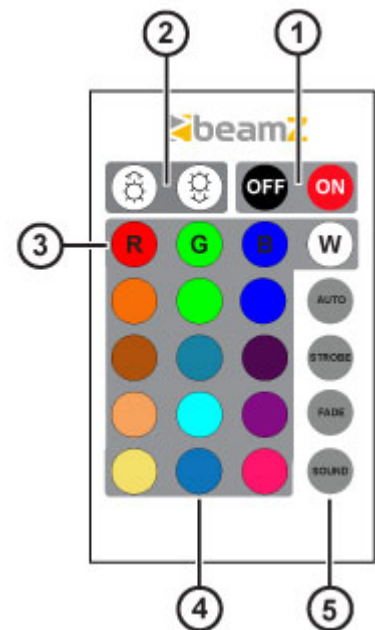 2 1
beamZ
OFF ON
3 R G B W
AUTO
STROBE
FADE
SOUND
4 5